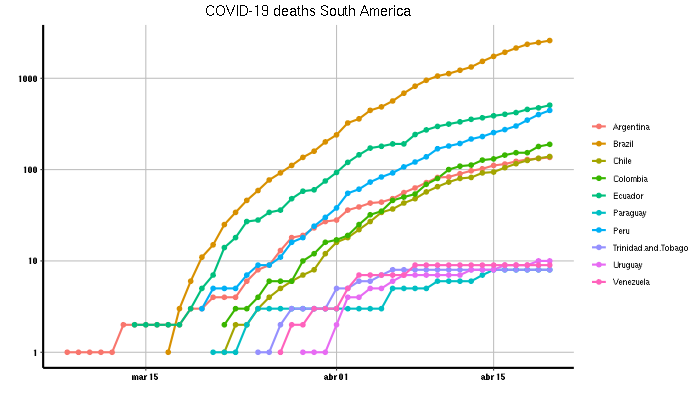 COVID-19 deaths South America
1000
100
10
1
mar 15
abr 01
abr 15
Argentina
Brazil
Chile
Colombia
Ecuador
Paraguay
Peru
Trinidad.and.Tobago
Uruguay
Venezuela